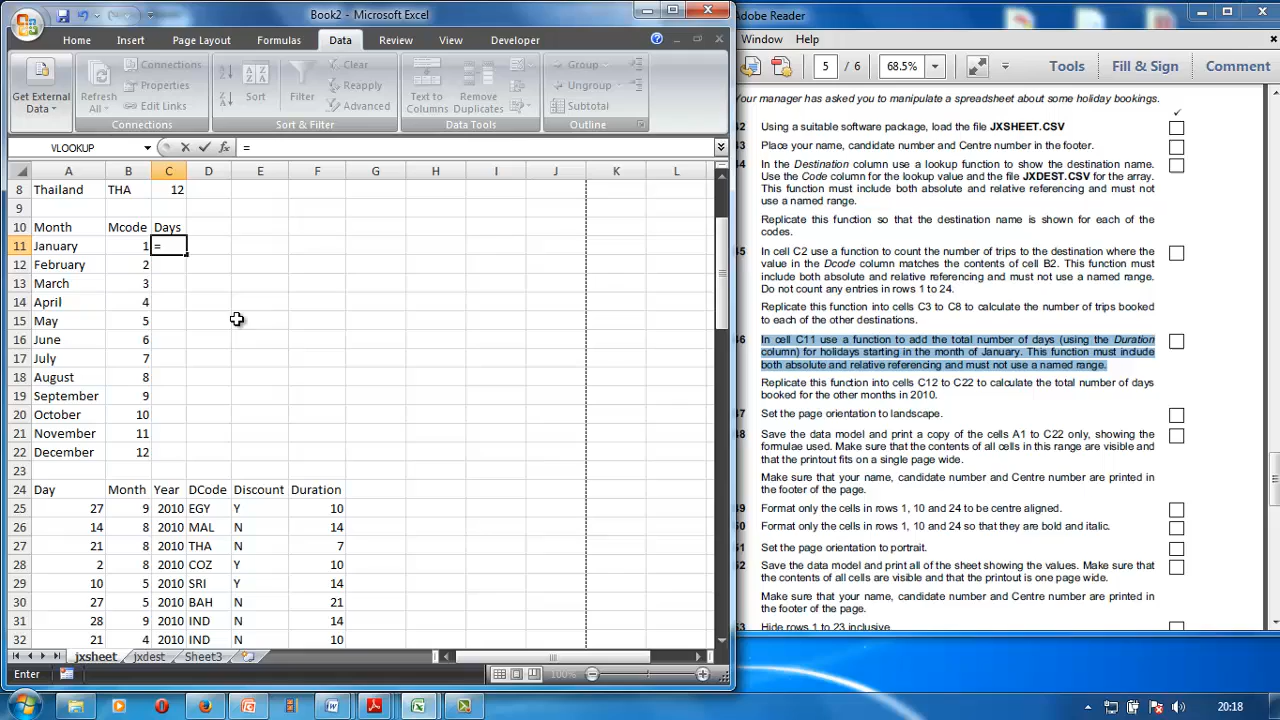 Book2 - Microsoft Excel
Home Insert Page Layout Formulas Data Review View Developer
Get External Data
Refresh All
Connections
Properties
Edit Links
Connections
Sort
Filter
Clear
Reapply
Advanced
Sort & Filter
Text to Columns
Remove Duplicates
Data Tools
Group
Ungroup
Subtotal
Outline
VLOOKUP =
A B C D E F G H I J K L
8 Thailand THA 12
9
10 Month Mcode Days
11 January 1 =
12 February 2
13 March 3
14 April 4
15 May 5
16 June 6
17 July 7
18 August 8
19 September 9
20 October 10
21 November 11
22 December 12
23
24 Day Month Year DCode Discount Duration
25 27 9 2010 EGY Y 10
26 14 8 2010 MAL N 14
27 21 8 2010 THA N 7
28 2 8 2010 COZ Y 10
29 10 5 2010 SRI Y 14
30 27 5 2010 BAH N 21
31 28 9 2010 IND N 14
32 21 4 2010 IND N 10
jxsheet jxdest Sheet3
Enter 100%
Adobe Reader
Window Help
5 / 6 68.5% Tools Fill & Sign Comment
Your manager has asked you to manipulate a spreadsheet about some holiday bookings.
✓
42 Using a suitable software package, load the file JXSHEET.CSV
43 Place your name, candidate number and Centre number in the footer.
44 In the Destination column use a lookup function to show the destination name.
Use the Code column for the lookup value and the file JXDEST.CSV for the array.
This function must include both absolute and relative referencing and must not
use a named range.
Replicate this function so that the destination name is shown for each of the
codes.
45 In cell C2 use a function to count the number of trips to the destination where the
value in the Dcode column matches the contents of cell B2. This function must
include both absolute and relative referencing and must not use a named range.
Do not count any entries in rows 1 to 24.
Replicate this function into cells C3 to C8 to calculate the number of trips booked
to each of the other destinations.
46 In cell C11 use a function to add the total number of days (using the Duration
column) for holidays starting in the month of January. This function must include
both absolute and relative referencing and must not use a named range.
Replicate this function into cells C12 to C22 to calculate the total number of days
booked for the other months in 2010.
47 Set the page orientation to landscape.
48 Save the data model and print a copy of the cells A1 to C22 only, showing the
formulae used. Make sure that the contents of all cells in this range are visible and
that the printout fits on a single page wide.
Make sure that your name, candidate number and Centre number are printed in
the footer of the page.
49 Format only the cells in rows 1, 10 and 24 to be centre aligned.
50 Format only the cells in rows 1, 10 and 24 so that they are bold and italic.
51 Set the page orientation to portrait.
52 Save the data model and print all of the sheet showing the values. Make sure that
the contents of all cells are visible and that the printout is one page wide.
Make sure that your name, candidate number and Centre number are printed in
the footer of the page.
53 Hide rows 1 to 23 inclusive.
20:18